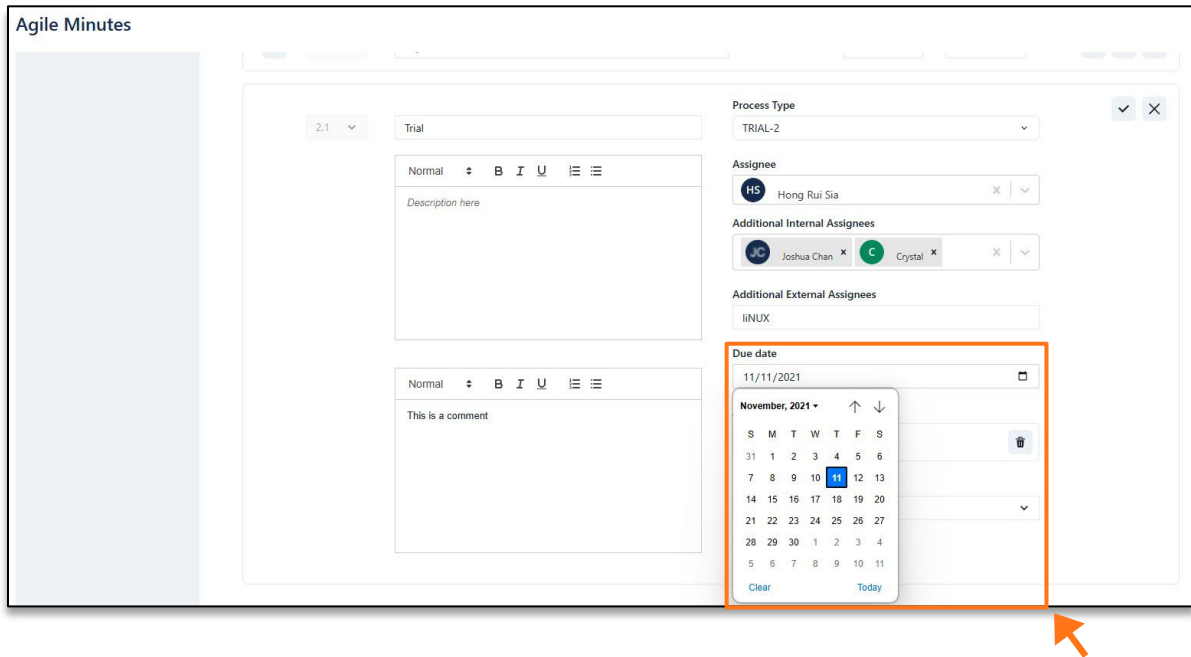 Agile Minutes
2.1
Trial
Normal B I U
Description here
Normal B I U
This is a comment
Process Type
TRIAL-2
Assignee
HS Hong Rui Sia
Additional Internal Assignees
JC Joshua Chan x C Crystal x
Additional External Assignees
liNUX
Due date
11/11/2021
November, 2021
S M T W T F S
31 1 2 3 4 5 6
7 8 9 10 11 12 13
14 15 16 17 18 19 20
21 22 23 24 25 26 27
28 29 30 1 2 3 4
5 6 7 8 9 10 11
Clear Today